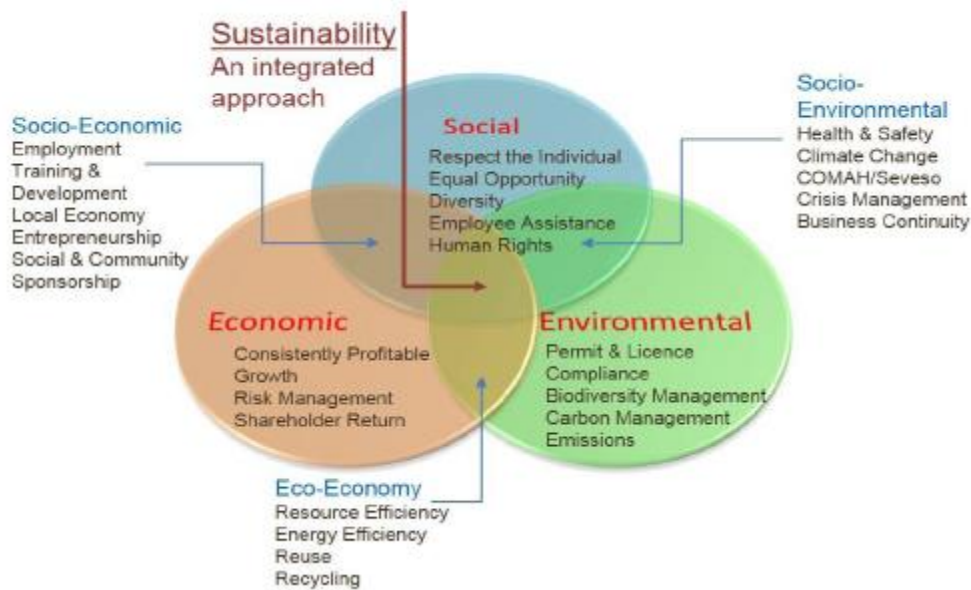 Sustainability
An integrated
approach
Socio-Economic
Employment
Training &
Development
Local Economy
Entrepreneurship
Social & Community
Sponsorship
Social
Respect the Individual
Equal Opportunity
Diversity
Employee Assistance
Human Rights
Socio-
Environmental
Health & Safety
Climate Change
COMAH/Seveso
Crisis Management
Business Continuity
Economic
Consistently Profitable
Growth
Risk Management
Shareholder Return
Environmental
Permit & Licence
Compliance
Biodiversity Management
Carbon Management
Emissions
Eco-Economy
Resource Efficiency
Energy Efficiency
Reuse
Recycling